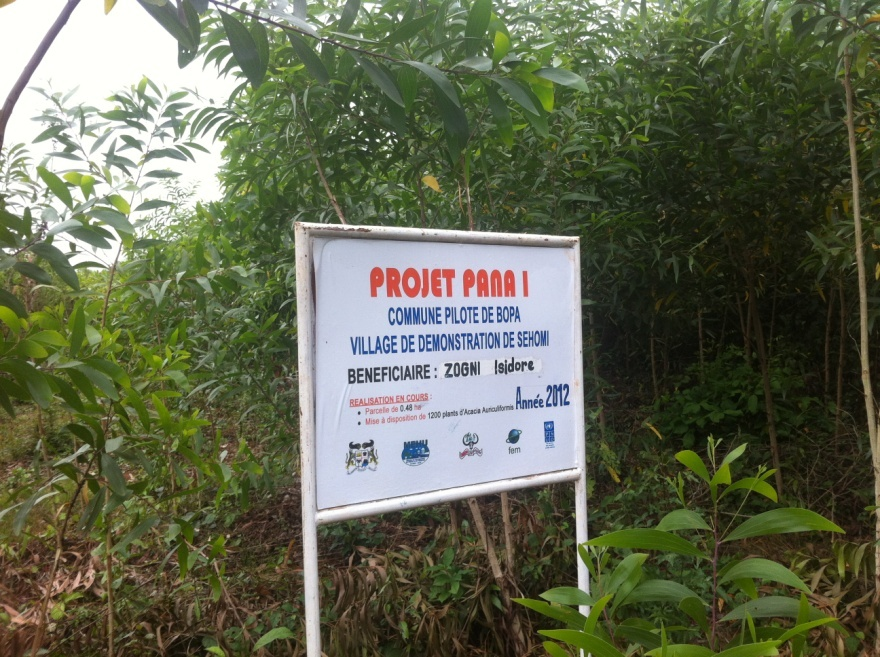 PROJET PANA I
COMMUNE PILOTE DE BOPA
VILLAGE DE DEMONSTRATION DE SEHOMI
BENEFICIAIRE : ZOGNI Isidore
REALISATION EN COURS :
• Parcelle de 0.48 ha
• Mise à disposition de 1200 plants d'Acacia Auriculiformis Année 2012
fem